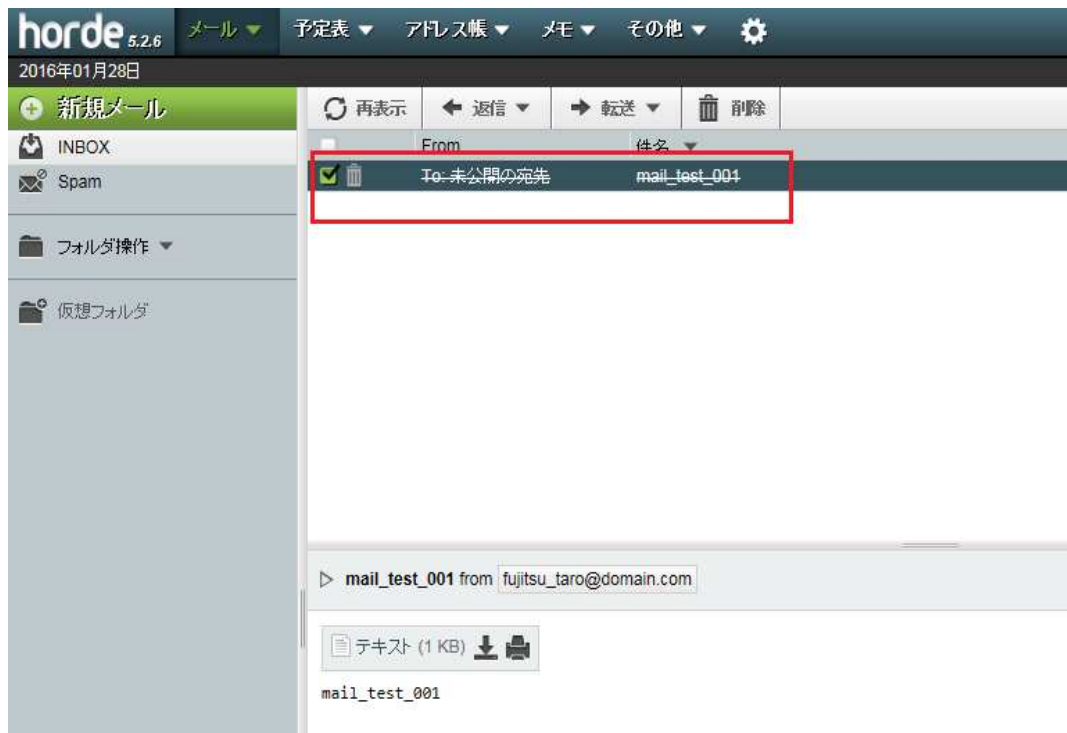 horde 5.2.6 メール 予定表 アドレス帳 メモ その他
2016年01月28日
新規メール 再表示 返信 転送 削除
INBOX From 件名
Spam To: 未公開の宛先 mail_test_001
フォルダ操作
仮想フォルダ
mail_test_001 from fujitsu_taro@domain.com
テキスト (1 KB)
mail_test_001